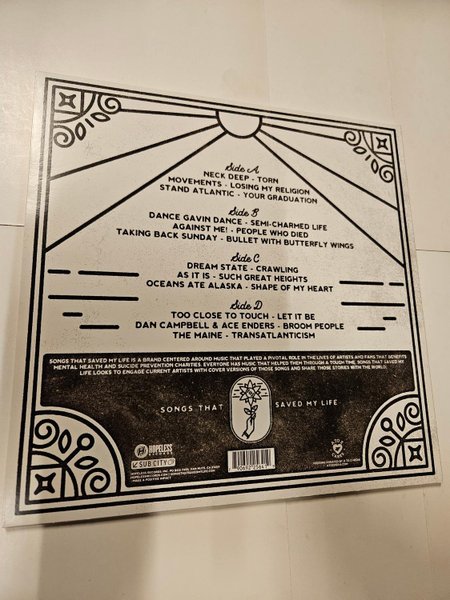 Side A
NECK DEEP - TORN
MOVEMENTS - LOSING MY RELIGION
STAND ATLANTIC - YOUR GRADUATION
Side B
DANCE GAVIN DANCE - SEMI-CHARMED LIFE
AGAINST ME! - PEOPLE WHO DIED
TAKING BACK SUNDAY - BULLET WITH BUTTERFLY WINGS
Side C
DREAM STATE - CRAWLING
AS IT IS - SUCH GREAT HEIGHTS
OCEANS ATE ALASKA - SHAPE OF MY HEART
Side D
TOO CLOSE TO TOUCH - LET IT BE
DAN CAMPBELL & ACE ENDERS - BROOM PEOPLE
THE MAINE - TRANSATLANTICISM
SONGS THAT SAVED MY LIFE IS A BRAND CENTERED AROUND MUSIC THAT PLAYED A PIVOTAL ROLE IN THE LIVES OF ARTISTS AND FANS THAT BENEFITS
MENTAL HEALTH AND SUICIDE PREVENTION CHARITIES. EVERYONE HAS MUSIC THAT HELPED THEM THROUGH A TOUGH TIME. SONGS THAT SAVED MY
LIFE LOOKS TO ENGAGE CURRENT ARTISTS WITH COVER VERSIONS OF THOSE SONGS AND SHARE THOSE STORIES WITH THE WORLD.
SONGS THAT SAVED MY LIFE
HOPELESS
RECORDS
SUB CITY